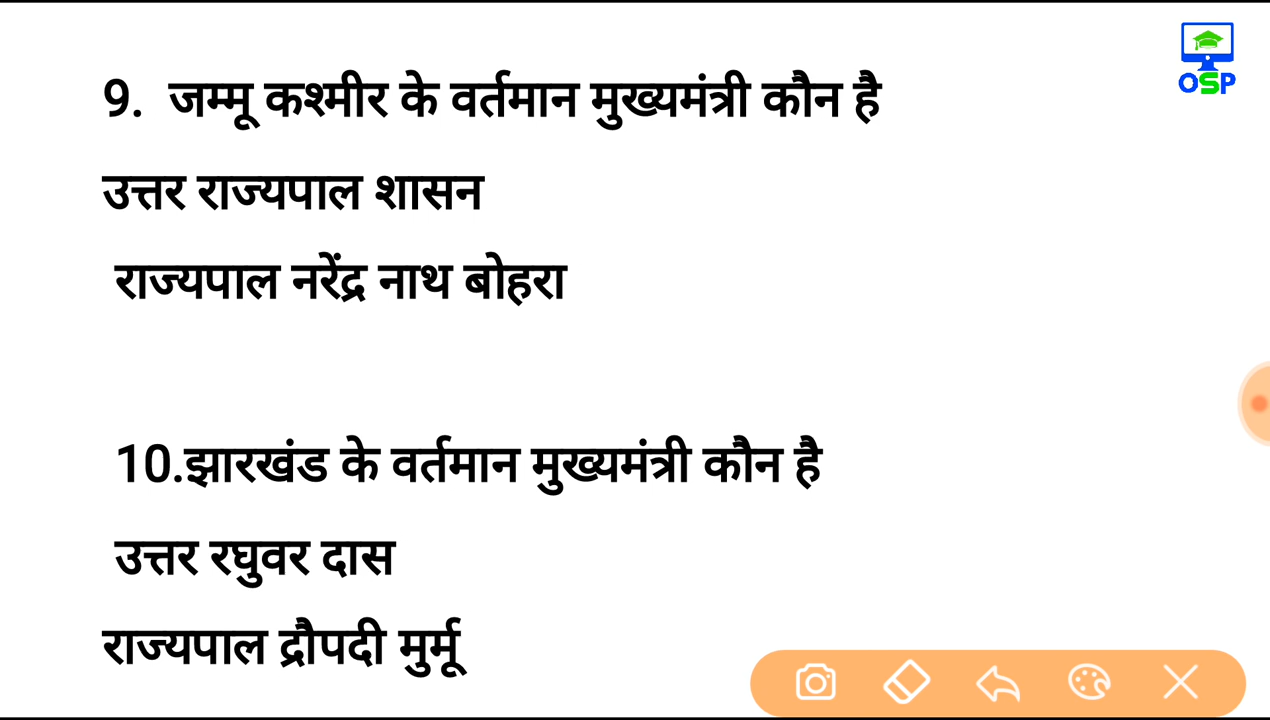 OSP
9. जम्मू कश्मीर के वर्तमान मुख्यमंत्री कौन है
उत्तर राज्यपाल शासन
राज्यपाल नरेंद्र नाथ बोहरा
10.झारखंड के वर्तमान मुख्यमंत्री कौन है
उत्तर रघुवर दास
राज्यपाल द्रौपदी मुर्मू